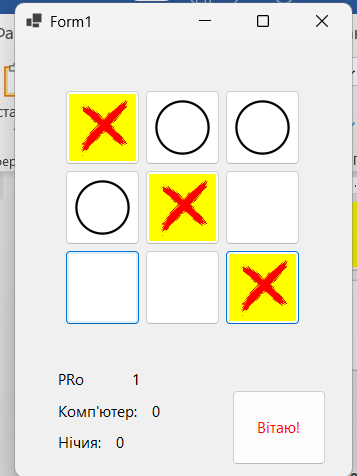 Form1
PRo 1
Комп'ютер: 0
Нічия: 0
Вітаю!